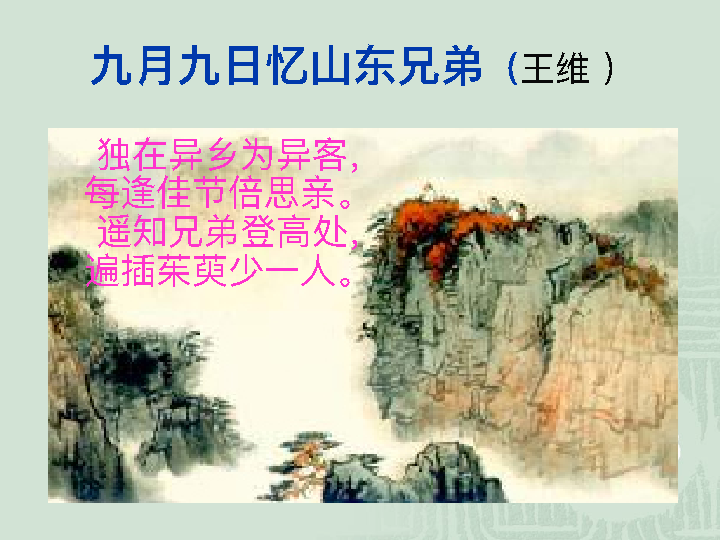 九月九日忆山东兄弟（王维）
独在异乡为异客，
每逢佳节倍思亲。
遥知兄弟登高处，
遍插茱萸少一人。